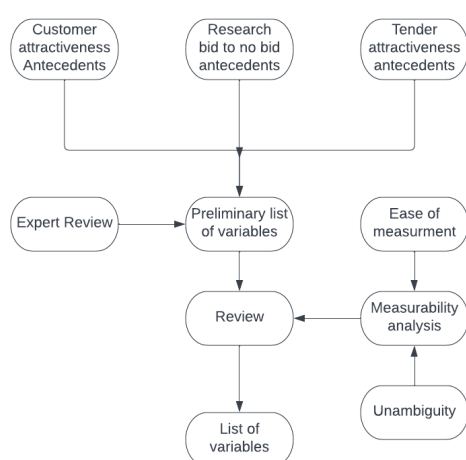 Customer
attractiveness
Antecedents
Research
bid to no bid
antecedents
Tender
attractiveness
antecedents
Expert Review
Preliminary list
of variables
Ease of
measurment
Review
Measurability
analysis
Unambiguity
List of
variables